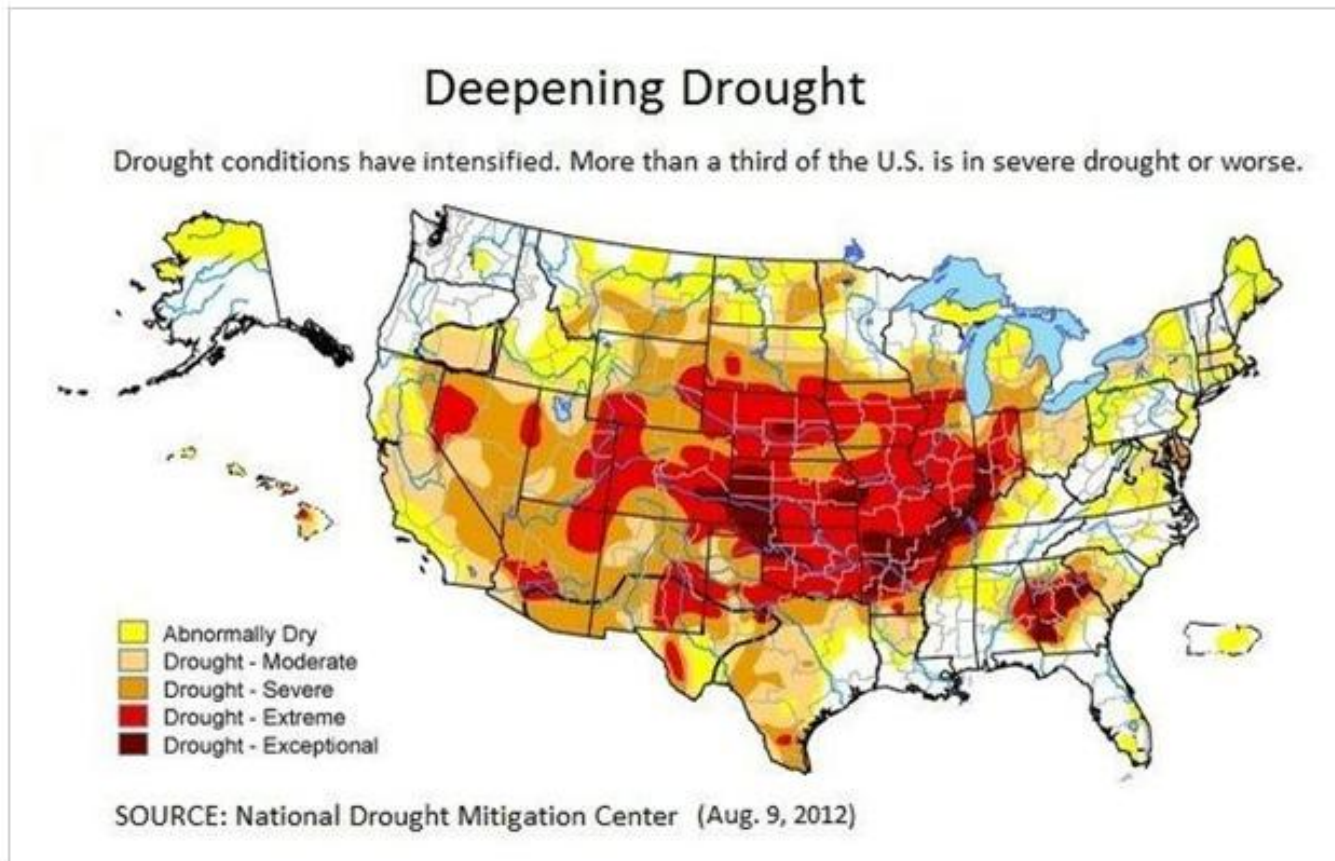 Deepening Drought
Drought conditions have intensified. More than a third of the U.S. is in severe drought or worse.
Abnormally Dry
Drought - Moderate
Drought - Severe
Drought - Extreme
Drought - Exceptional
SOURCE: National Drought Mitigation Center (Aug. 9, 2012)